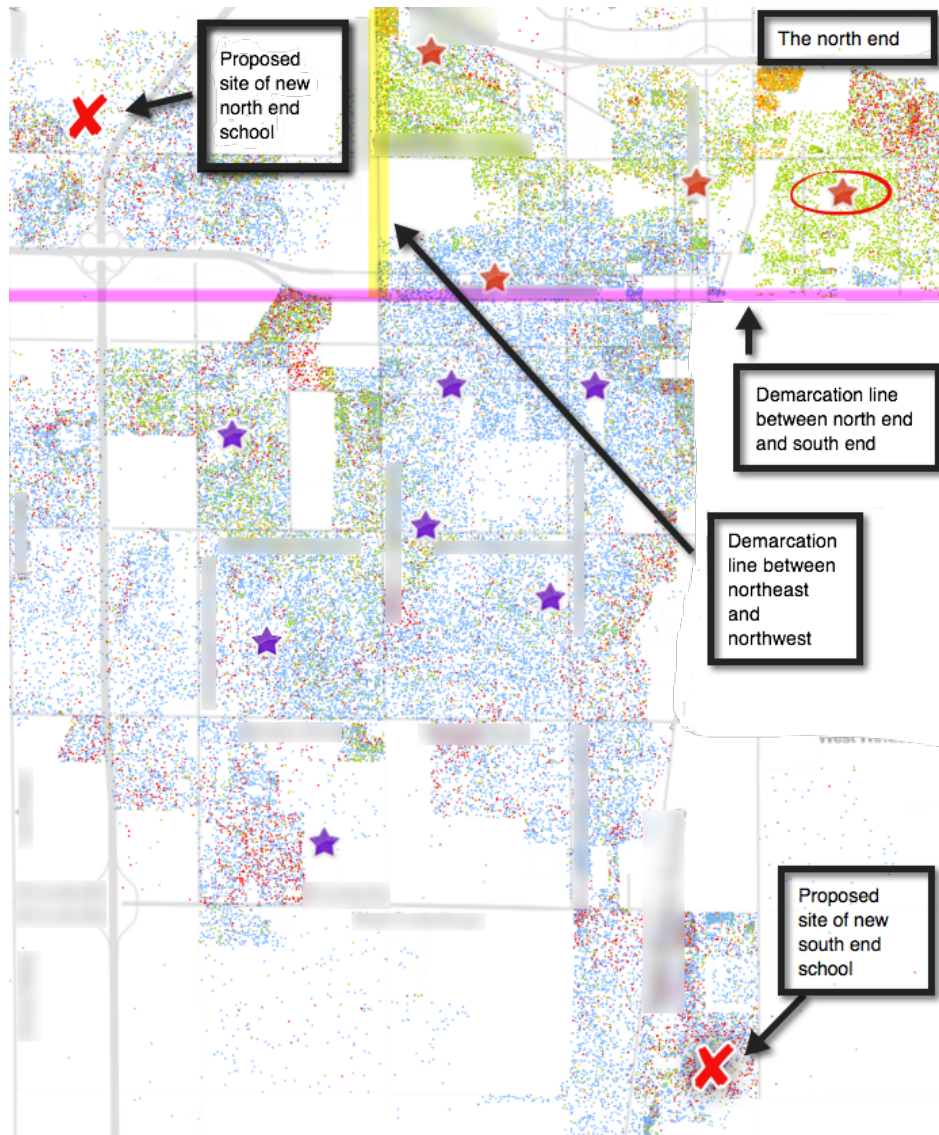 The north end
Proposed
site of new
north end
school
Demarcation line
between north end
and south end
Demarcation
line between
northeast
and
northwest
Proposed
site of new
south end
school